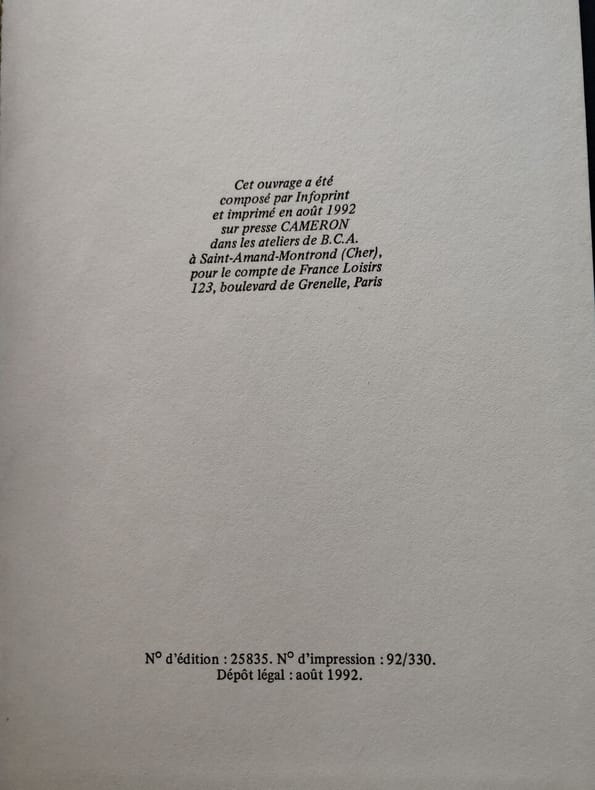 Cet ouvrage a été
composé par Infoprint
et imprimé en août 1992
sur presse CAMERON
dans les ateliers de B.C.A.
à Saint-Amand-Montrond (Cher),
pour le compte de France Loisirs
123, boulevard de Grenelle, Paris
Nº d'édition : 25835. Nº d'impression : 92/330.
Dépôt légal : août 1992.